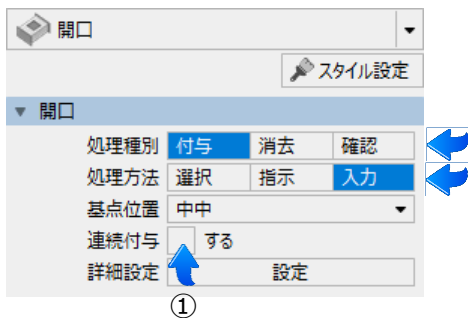 開口
スタイル設定
開口
処理種別 付与 消去 確認
処理方法 選択 指示 入力
基点位置 中中
連続付与 する
詳細設定 設定
①